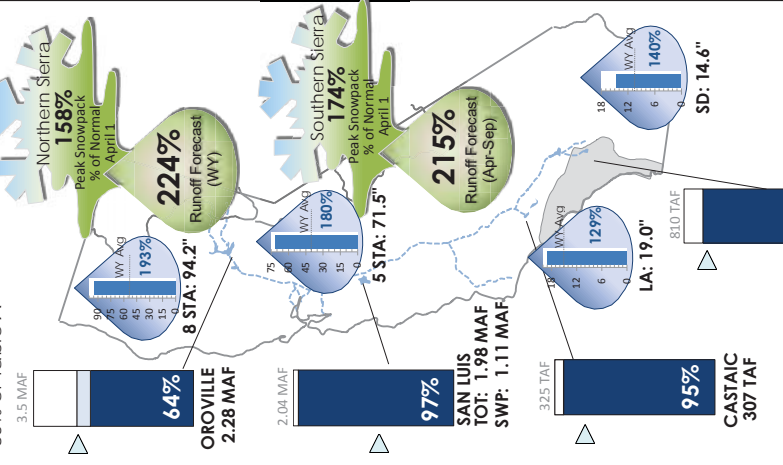 Northern Sierra
158%
Peak Snowpack
% of Normal
April 1
224%
Runoff Forecast
(WY)
Southern Sierra
174%
Peak Snowpack
% of Normal
April 1
215%
Runoff Forecast
(Apr-Sep)
WY Avg
193%
90
75
60
45
30
15
0
8 STA: 94.2"
WY Avg
180%
75
60
45
30
15
0
5 STA: 71.5"
WY Avg
129%
18
12
6
0
LA: 19.0"
WY Avg
140%
18
12
6
0
SD: 14.6"
3.5 MAF
64%
OROVILLE
2.28 MAF
2.04 MAF
97%
SAN LUIS
TOT: 1.98 MAF
SWP: 1.11 MAF
325 TAF
95%
CASTAIC
307 TAF
810 TAF